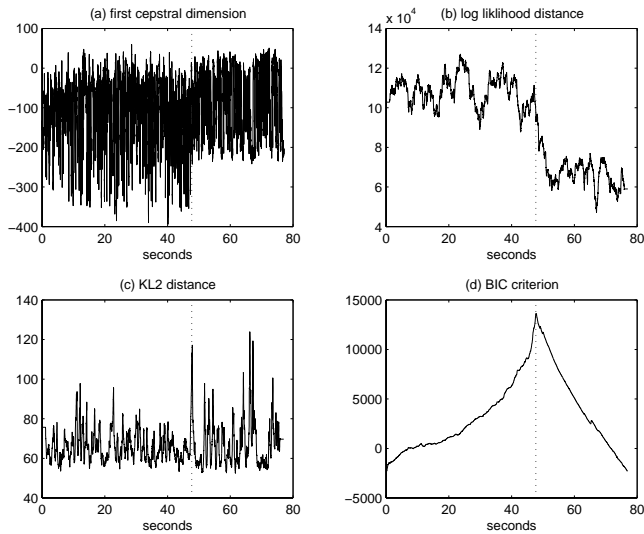 (a) first cepstral dimension
100
0
−100
−200
−300
−400
0 20 40 60 80
seconds
(b) log liklihood distance
x 10^4
14
12
10
8
6
4
0 20 40 60 80
seconds
(c) KL2 distance
140
120
100
80
60
40
0 20 40 60 80
seconds
(d) BIC criterion
15000
10000
5000
0
−5000
0 20 40 60 80
seconds